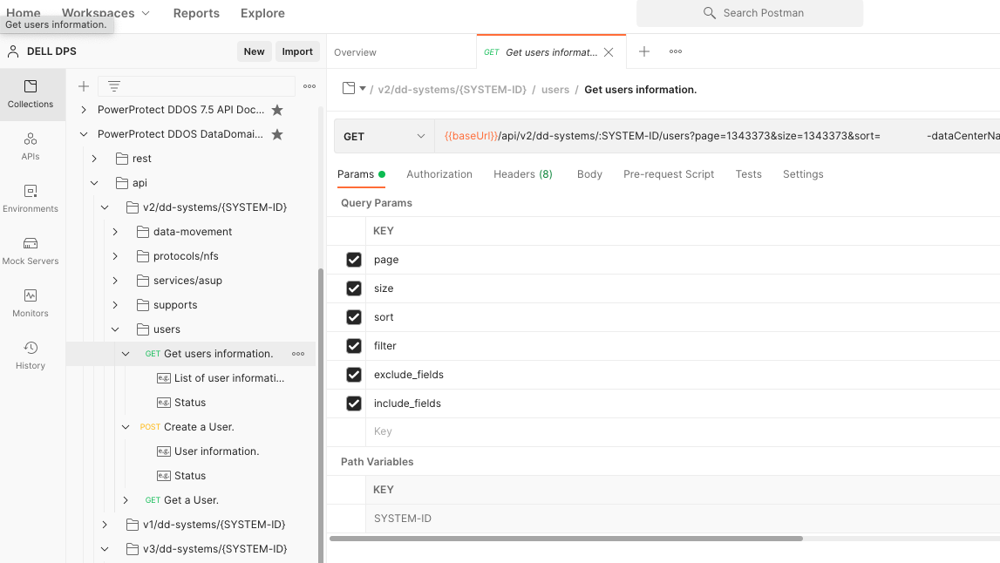 Home Workspaces Reports Explore Search Postman
Get users information.
DELL DPS New Import
Overview GET Get users informat...
Collections
APIs
Environments
Mock Servers
Monitors
History
PowerProtect DDOS 7.5 API Doc...
PowerProtect DDOS DataDomai...
rest
api
v2/dd-systems/{SYSTEM-ID}
data-movement
protocols/nfs
services/asup
supports
users
GET Get users information.
e.g. List of user informati...
e.g. Status
POST Create a User.
e.g. User information.
e.g. Status
GET Get a User.
v1/dd-systems/{SYSTEM-ID}
v3/dd-systems/{SYSTEM-ID}
/ v2/dd-systems/{SYSTEM-ID} / users / Get users information.
GET {{baseUrl}}/api/v2/dd-systems/:SYSTEM-ID/users?page=1343373&size=1343373&sort= -dataCenterNa
Params Authorization Headers (8) Body Pre-request Script Tests Settings
Query Params
KEY
page
size
sort
filter
exclude_fields
include_fields
Key
Path Variables
KEY
SYSTEM-ID